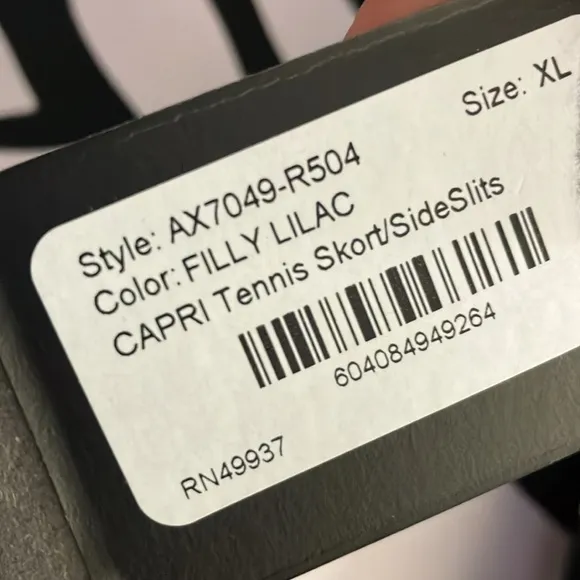 Size: XL
Style: AX7049-R504
Color: FILLY LILAC
CAPRI Tennis Skort/SideSlits
604084949264
RN49937